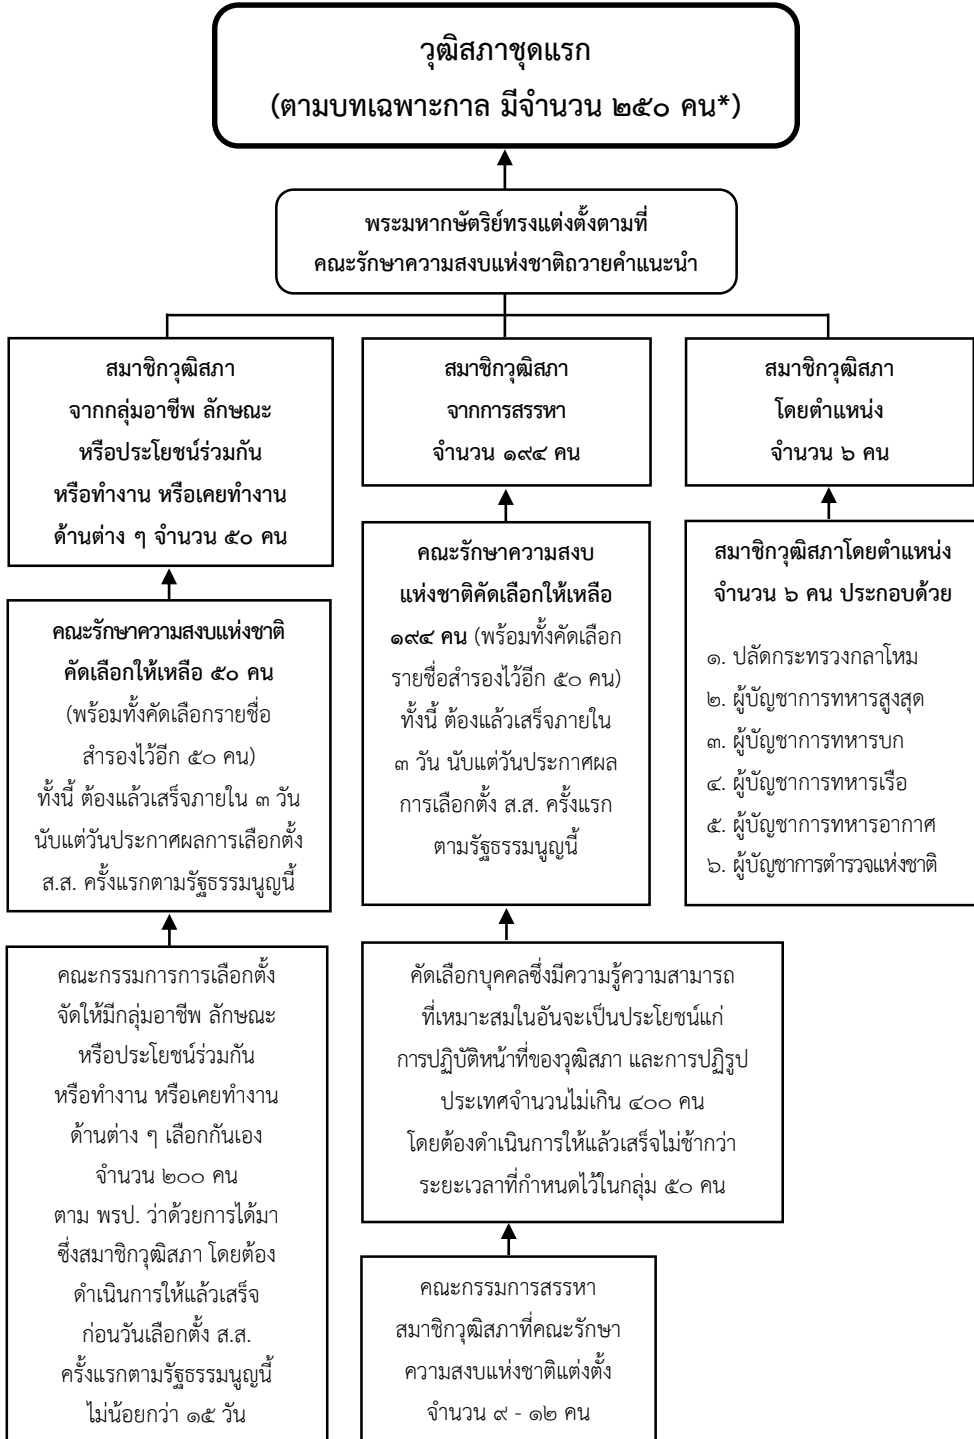 วุฒิสภาชุดแรก
(ตามบทเฉพาะกาล มีจำนวน ๒๕๐ คน*)
พระมหากษัตริย์ทรงแต่งตั้งตามที่
คณะรักษาความสงบแห่งชาติถวายคำแนะนำ
สมาชิกวุฒิสภา
จากกลุ่มอาชีพ ลักษณะ
หรือประโยชน์ร่วมกัน
หรือทำงาน หรือเคยทำงาน
ด้านต่าง ๆ จำนวน ๕๐ คน
คณะรักษาความสงบแห่งชาติ
คัดเลือกให้เหลือ ๕๐ คน
(พร้อมทั้งคัดเลือกรายชื่อ
สำรองไว้อีก ๕๐ คน)
ทั้งนี้ ต้องแล้วเสร็จภายใน ๓ วัน
นับแต่วันประกาศผลการเลือกตั้ง
ส.ส. ครั้งแรกตามรัฐธรรมนูญนี้
คณะกรรมการการเลือกตั้ง
จัดให้มีกลุ่มอาชีพ ลักษณะ
หรือประโยชน์ร่วมกัน
หรือทำงาน หรือเคยทำงาน
ด้านต่าง ๆ เลือกกันเอง
จำนวน ๒๐๐ คน
ตาม พรป. ว่าด้วยการได้มา
ซึ่งสมาชิกวุฒิสภา โดยต้อง
ดำเนินการให้แล้วเสร็จ
ก่อนวันเลือกตั้ง ส.ส.
ครั้งแรกตามรัฐธรรมนูญนี้
ไม่น้อยกว่า ๑๕ วัน
สมาชิกวุฒิสภา
จากการสรรหา
จำนวน ๑๙๔ คน
คณะรักษาความสงบ
แห่งชาติคัดเลือกให้เหลือ
๑๙๔ คน (พร้อมทั้งคัดเลือก
รายชื่อสำรองไว้อีก ๕๐ คน)
ทั้งนี้ ต้องแล้วเสร็จภายใน
๓ วัน นับแต่วันประกาศผล
การเลือกตั้ง ส.ส. ครั้งแรก
ตามรัฐธรรมนูญนี้
คัดเลือกบุคคลซึ่งมีความรู้ความสามารถ
ที่เหมาะสมในอันจะเป็นประโยชน์แก่
การปฏิบัติหน้าที่ของวุฒิสภา และการปฏิรูป
ประเทศจำนวนไม่เกิน ๔๐๐ คน
โดยต้องดำเนินการให้แล้วเสร็จไม่ช้ากว่า
ระยะเวลาที่กำหนดไว้ในกลุ่ม ๕๐ คน
คณะกรรมการสรรหา
สมาชิกวุฒิสภาที่คณะรักษา
ความสงบแห่งชาติแต่งตั้ง
จำนวน ๙ - ๑๒ คน
สมาชิกวุฒิสภา
โดยตำแหน่ง
จำนวน ๖ คน
สมาชิกวุฒิสภาโดยตำแหน่ง
จำนวน ๖ คน ประกอบด้วย
๑. ปลัดกระทรวงกลาโหม
๒. ผู้บัญชาการทหารสูงสุด
๓. ผู้บัญชาการทหารบก
๔. ผู้บัญชาการทหารเรือ
๕. ผู้บัญชาการทหารอากาศ
๖. ผู้บัญชาการตำรวจแห่งชาติ